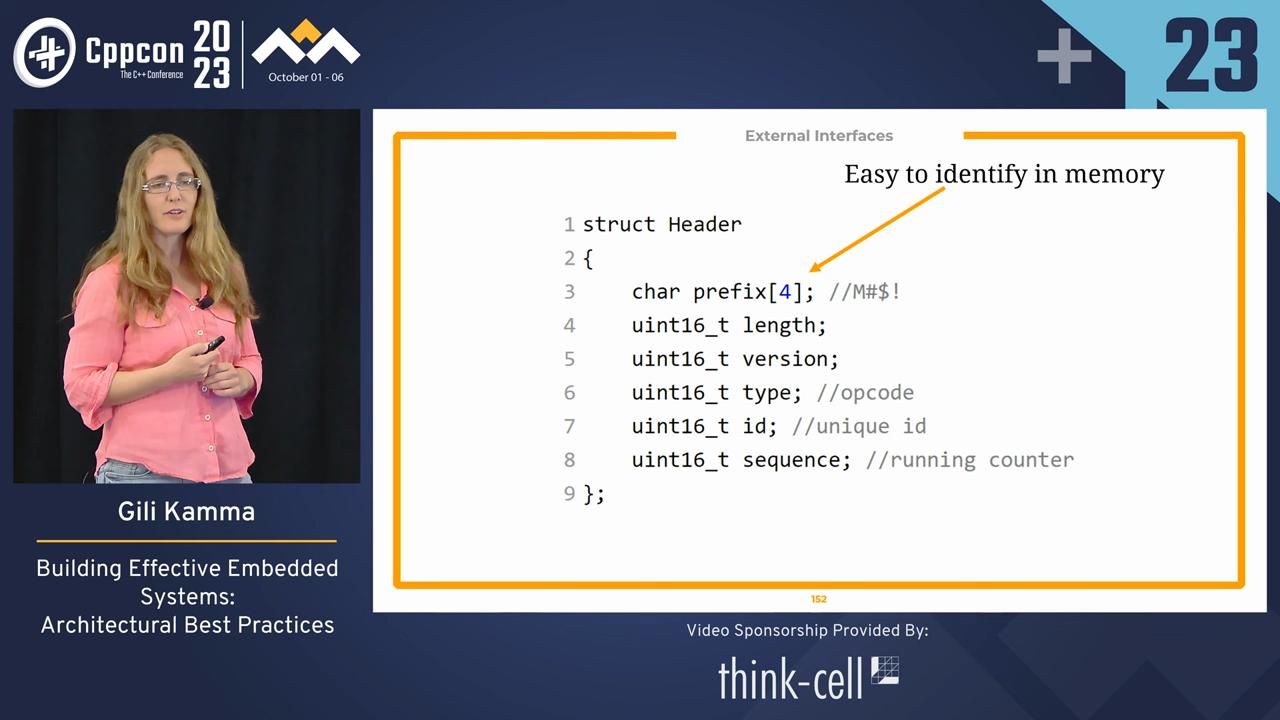 Cppcon
The C++ Conference
20
23
October 01 - 06
23
External Interfaces
Easy to identify in memory
1 struct Header
2 {
3 char prefix[4]; //M#$!
4 uint16_t length;
5 uint16_t version;
6 uint16_t type; //opcode
7 uint16_t id; //unique id
8 uint16_t sequence; //running counter
9 };
152
Gili Kamma
Building Effective Embedded
Systems:
Architectural Best Practices
Video Sponsorship Provided By:
think-cell